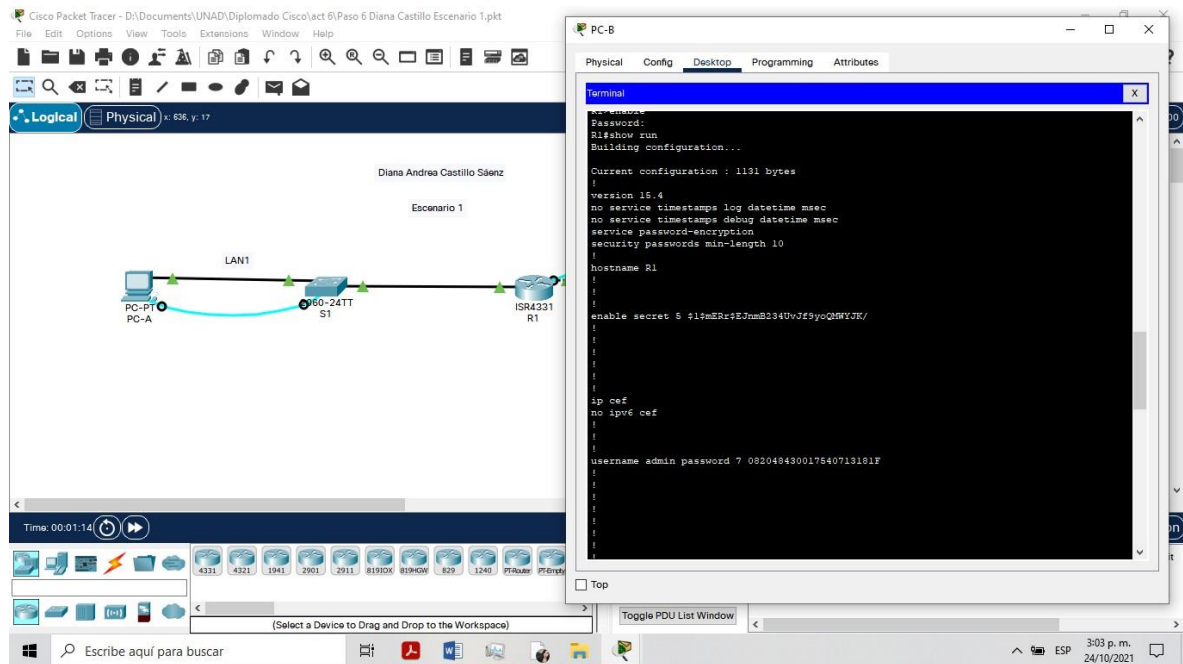 Cisco Packet Tracer - D:\Documents\UNAD\Diplomado Cisco\act 6\Paso 6 Diana Castillo Escenario 1.pkt
File Edit Options View Tools Extensions Window Help
Logical Physical x: 636, y: 17
Diana Andrea Castillo Sáenz
Escenario 1
LAN1
PC-PT
PC-A
2960-24TT
S1
ISR4331
R1
PC-B
Physical Config Desktop Programming Attributes
Terminal X
R1>enable
Password:
R1#show run
Building configuration...
Current configuration : 1131 bytes
!
version 15.4
no service timestamps log datetime msec
no service timestamps debug datetime msec
service password-encryption
security passwords min-length 10
!
hostname R1
!
!
!
enable secret 5 $1$mERr$EJnmB234UvJf9yoQMWYJK/
!
!
!
!
!
!
ip cef
no ipv6 cef
!
!
!
username admin password 7 082048430017540713181F
!
!
!
!
!
!
!
!
Top
Time: 00:01:14
4331 4321 1941 2901 2911 819IOX 819HGW 829 1240 PT-Router PT-Empty
(Select a Device to Drag and Drop to the Workspace)
Toggle PDU List Window
Escribe aquí para buscar
ESP
3:03 p. m.
24/10/2021